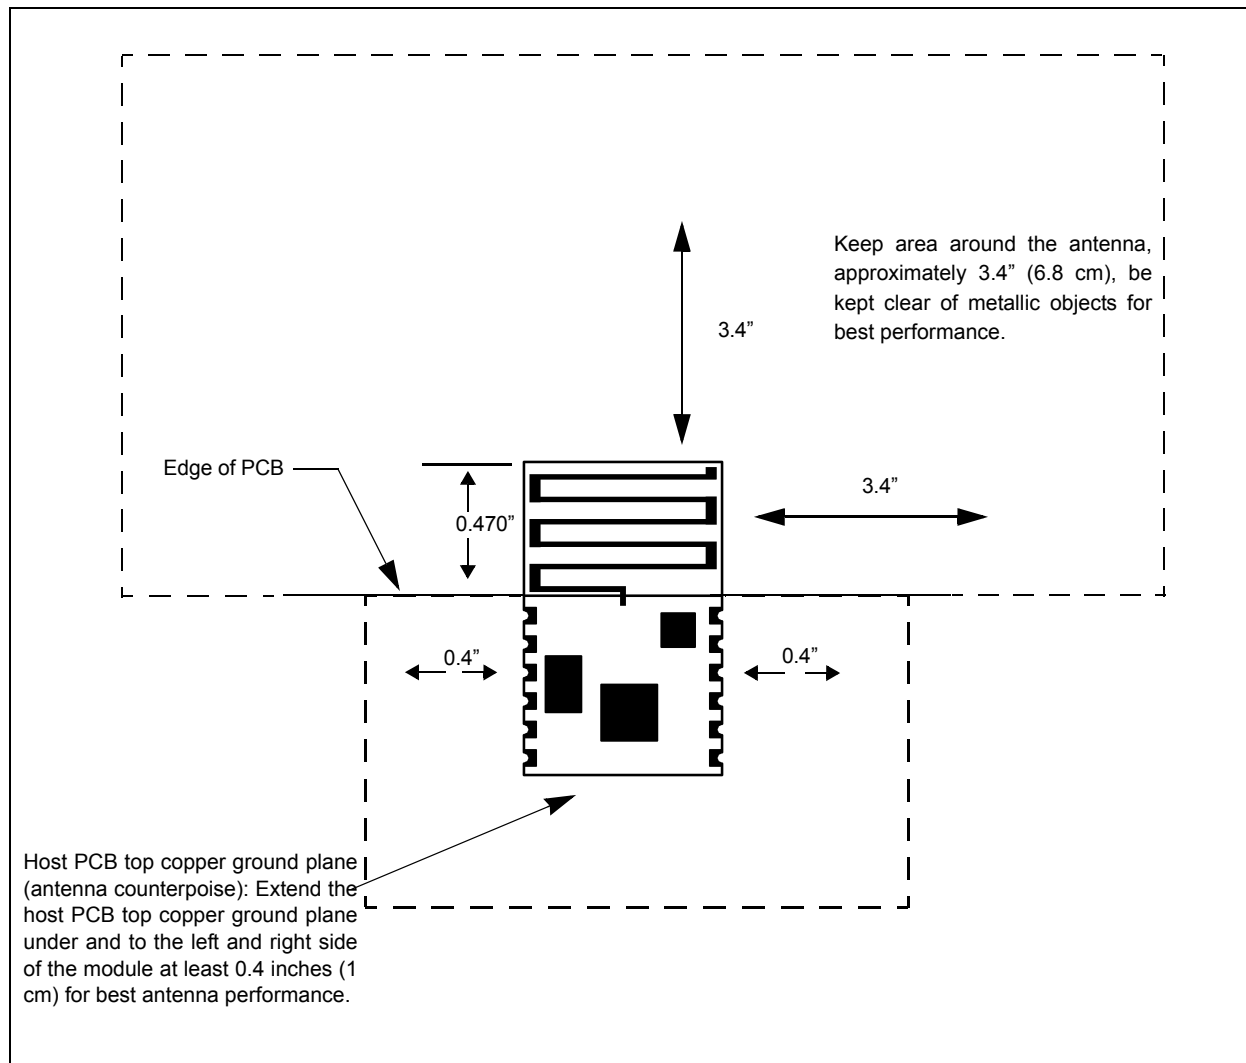 Keep area around the antenna,
approximately 3.4” (6.8 cm), be
kept clear of metallic objects for
best performance.
3.4”
Edge of PCB
3.4”
0.470”
0.4”
0.4”
Host PCB top copper ground plane
(antenna counterpoise): Extend the
host PCB top copper ground plane
under and to the left and right side
of the module at least 0.4 inches (1
cm) for best antenna performance.